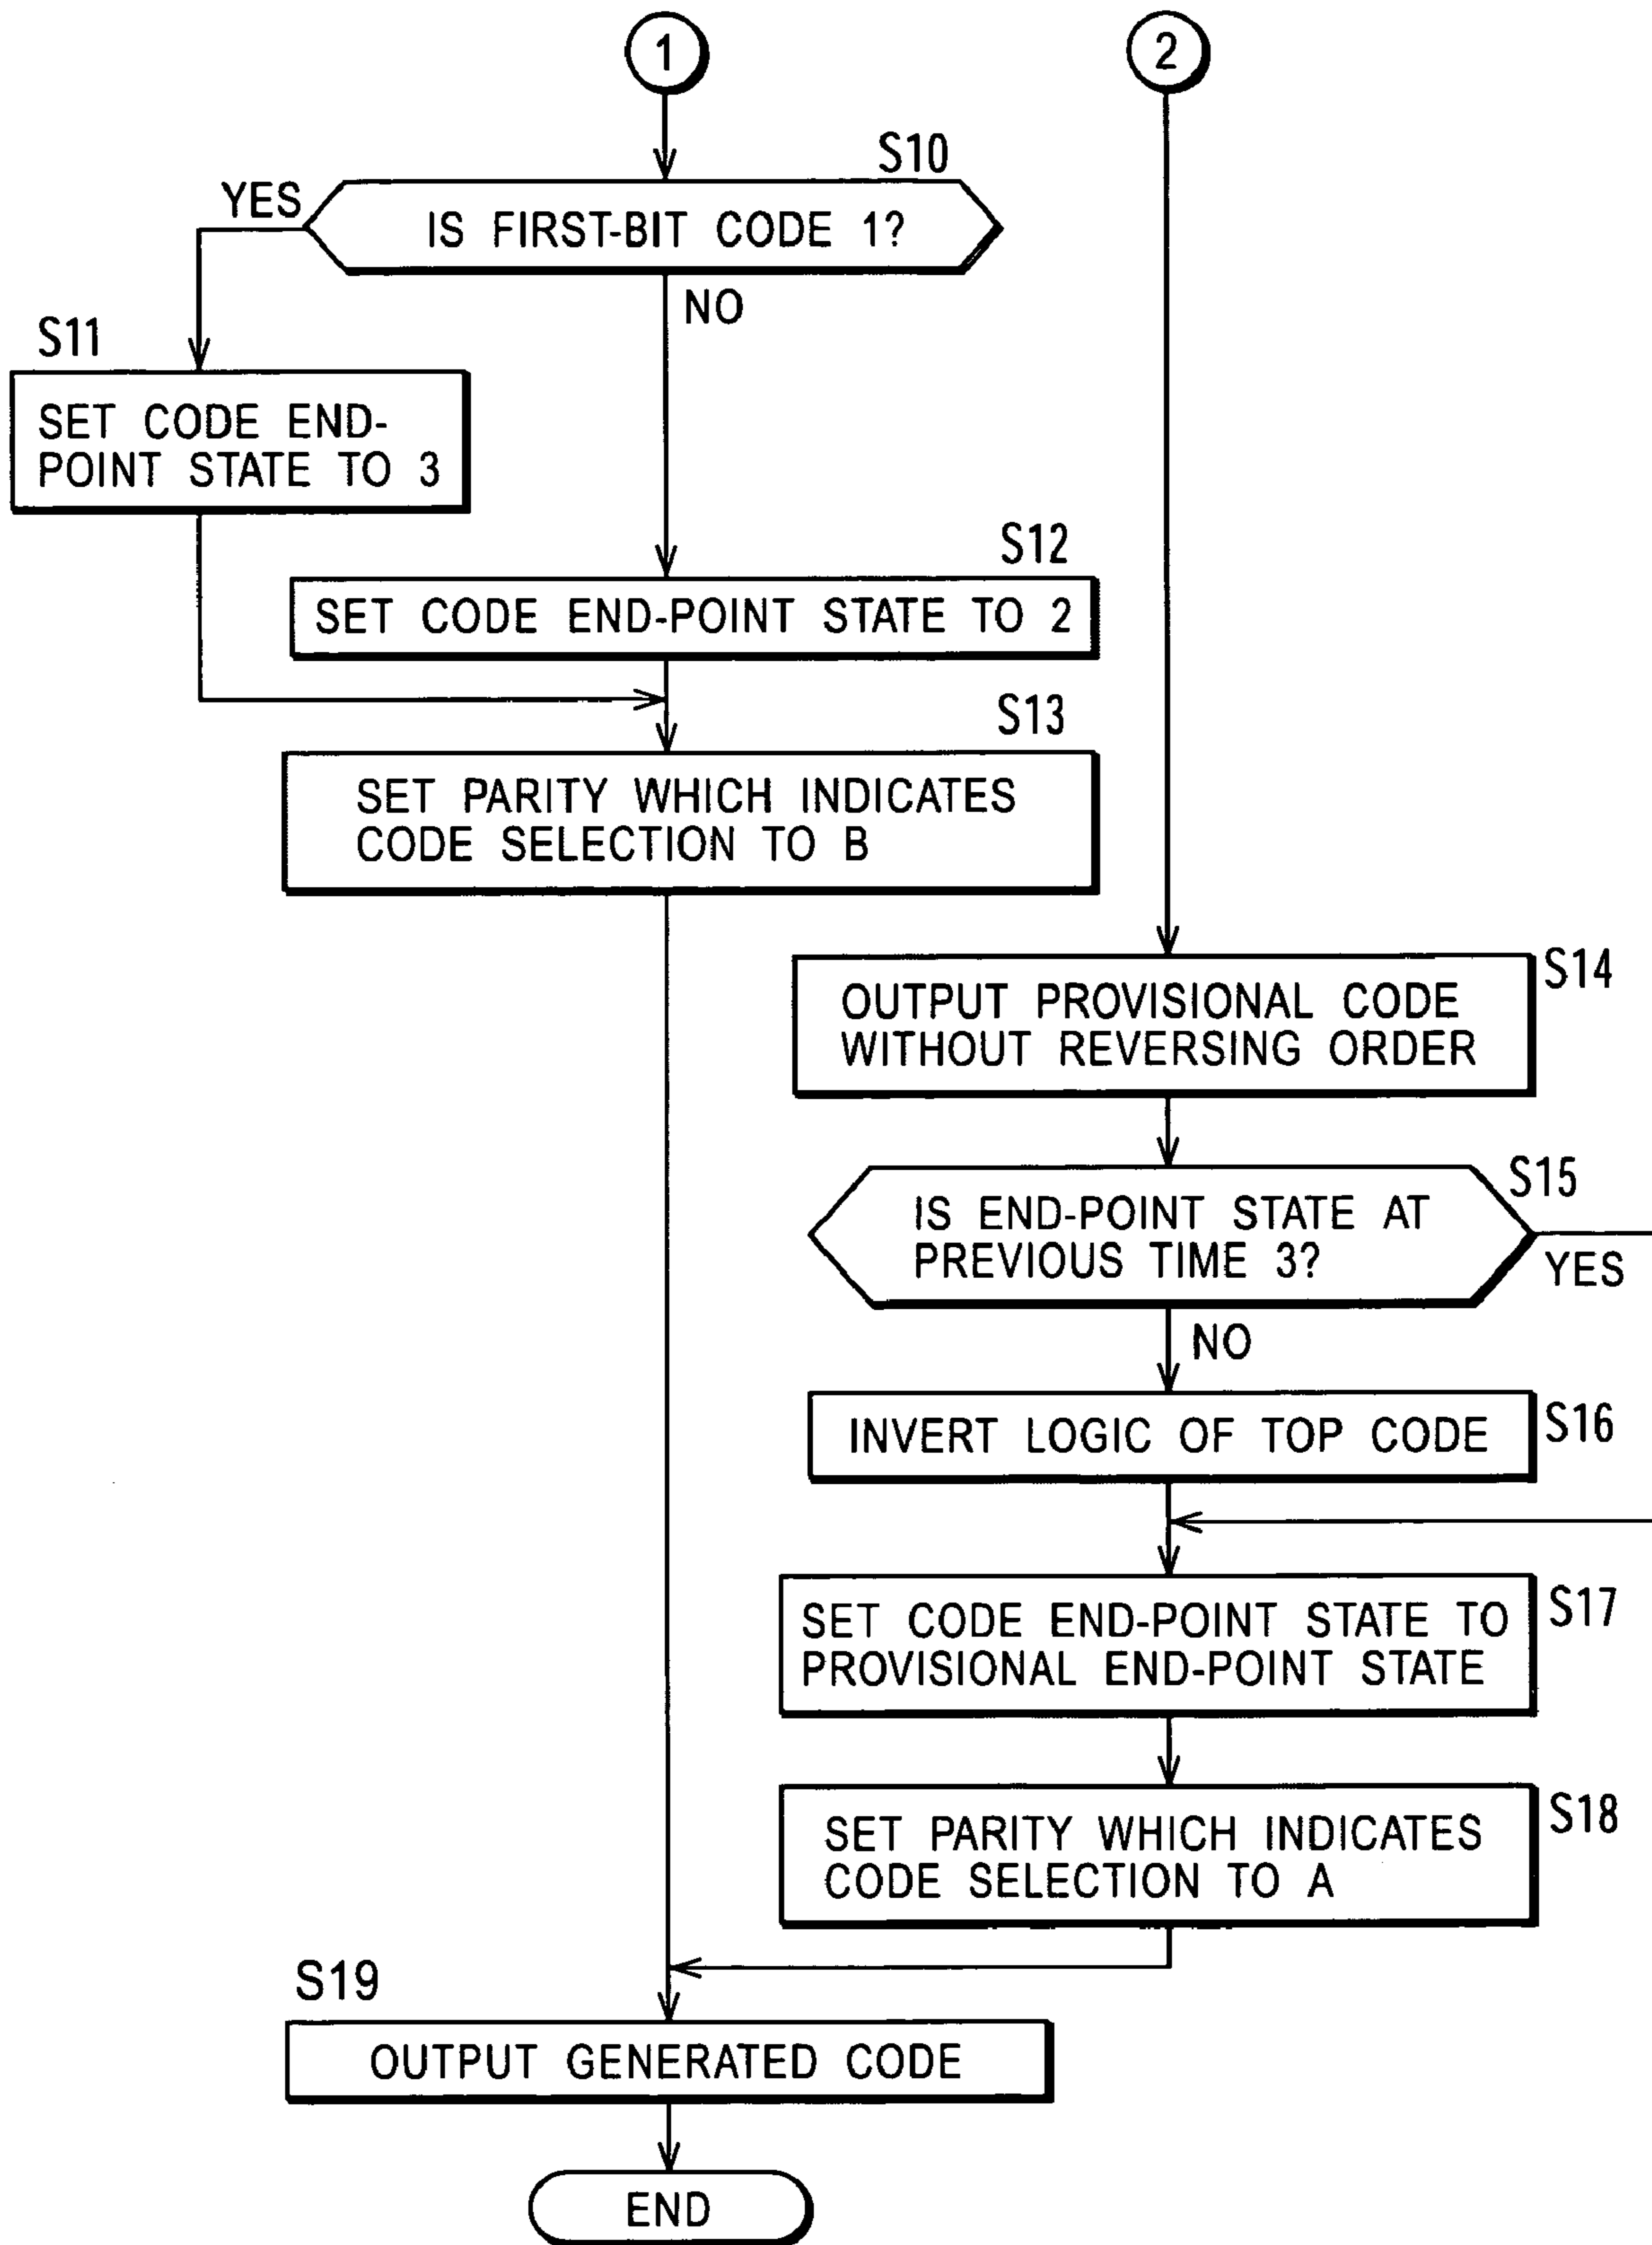 1
2
S10
YES
IS FIRST-BIT CODE 1?
NO
S11
SET CODE END-
POINT STATE TO 3
S12
SET CODE END-POINT STATE TO 2
S13
SET PARITY WHICH INDICATES
CODE SELECTION TO B
S14
OUTPUT PROVISIONAL CODE
WITHOUT REVERSING ORDER
S15
IS END-POINT STATE AT
PREVIOUS TIME 3?
YES
NO
INVERT LOGIC OF TOP CODE
S16
SET CODE END-POINT STATE TO
PROVISIONAL END-POINT STATE
S17
SET PARITY WHICH INDICATES
CODE SELECTION TO A
S18
S19
OUTPUT GENERATED CODE
END